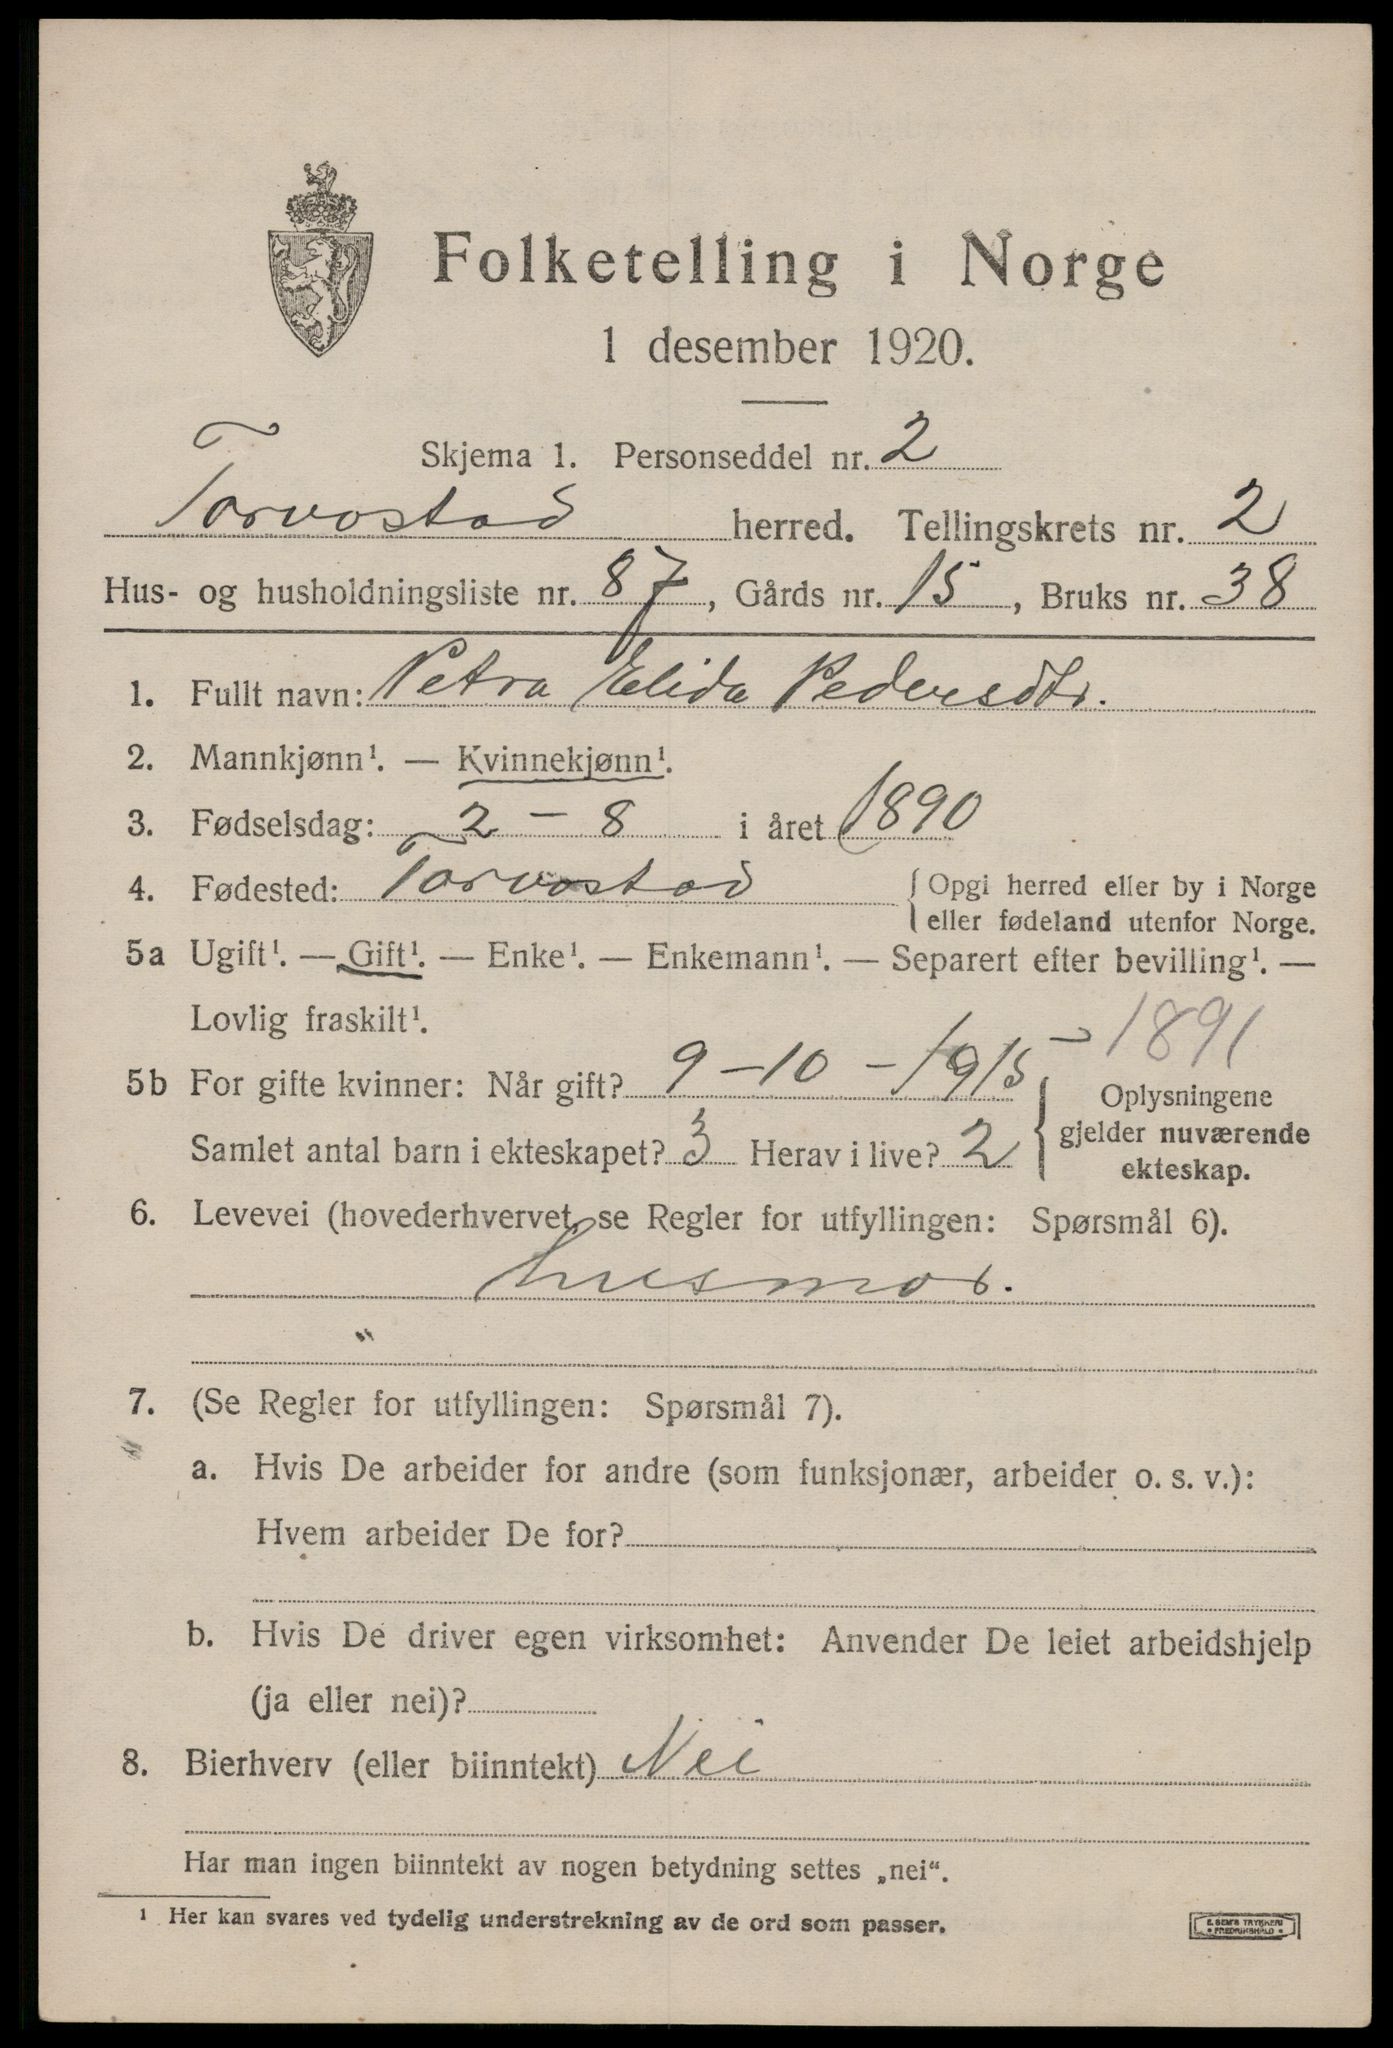 Folketelling i Norge
1 desember 1920.
Skjema 1. Personseddel nr. 2
Torvastad herred. Tellingskrets nr. 2
Hus- og husholdningsliste nr. 87, Gårds nr. 15, Bruks nr. 38
1. Fullt navn: Petra Elida Pedersdtr.
2. Mannkjønn¹. — Kvinnekjønn¹.
3. Fødselsdag: 2 – 8 i året 1890
4. Fødested: Torvastad { Opgi herred eller by i Norge
eller fødeland utenfor Norge.
5a Ugift¹. — Gift¹. — Enke¹. — Enkemann¹. — Separert efter bevilling¹. —
Lovlig fraskilt¹.
1891
5b For gifte kvinner: Når gift? 9 – 10 – 1915
Samlet antal barn i ekteskapet? 3 Herav i live? 2
Oplysningene
gjelder nuværende
ekteskap.
6. Levevei (hovederhvervet, se Regler for utfyllingen: Spørsmål 6).
husmor.
7. (Se Regler for utfyllingen: Spørsmål 7).
a. Hvis De arbeider for andre (som funksjonær, arbeider o. s. v.):
Hvem arbeider De for?
b. Hvis De driver egen virksomhet: Anvender De leiet arbeidshjelp
(ja eller nei)?
8. Bierhverv (eller biinntekt) Nei
Har man ingen biinntekt av nogen betydning settes „nei“.
¹ Her kan svares ved tydelig understrekning av de ord som passer.
E. SEM'S TRYKKERI
• FREDRIKSHALD •